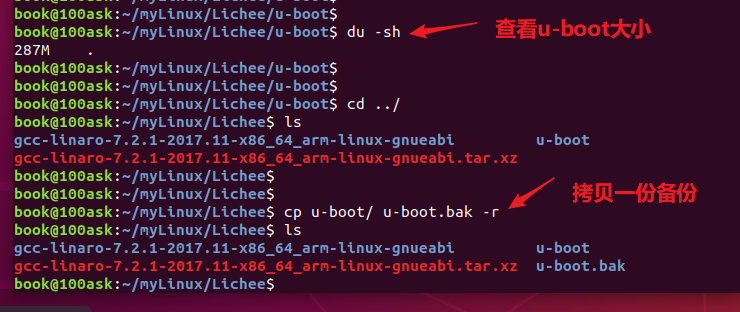 book@100ask:~/myLinux/Lichee/u-boot$
book@100ask:~/myLinux/Lichee/u-boot$
book@100ask:~/myLinux/Lichee/u-boot$ du -sh 查看u-boot大小
287M    .
book@100ask:~/myLinux/Lichee/u-boot$
book@100ask:~/myLinux/Lichee/u-boot$
book@100ask:~/myLinux/Lichee/u-boot$ cd ../
book@100ask:~/myLinux/Lichee$ ls
gcc-linaro-7.2.1-2017.11-x86_64_arm-linux-gnueabi u-boot
gcc-linaro-7.2.1-2017.11-x86_64_arm-linux-gnueabi.tar.xz
book@100ask:~/myLinux/Lichee$
book@100ask:~/myLinux/Lichee$
book@100ask:~/myLinux/Lichee$ cp u-boot/ u-boot.bak -r 拷贝一份备份
book@100ask:~/myLinux/Lichee$ ls
gcc-linaro-7.2.1-2017.11-x86_64_arm-linux-gnueabi u-boot
gcc-linaro-7.2.1-2017.11-x86_64_arm-linux-gnueabi.tar.xz u-boot.bak
book@100ask:~/myLinux/Lichee$